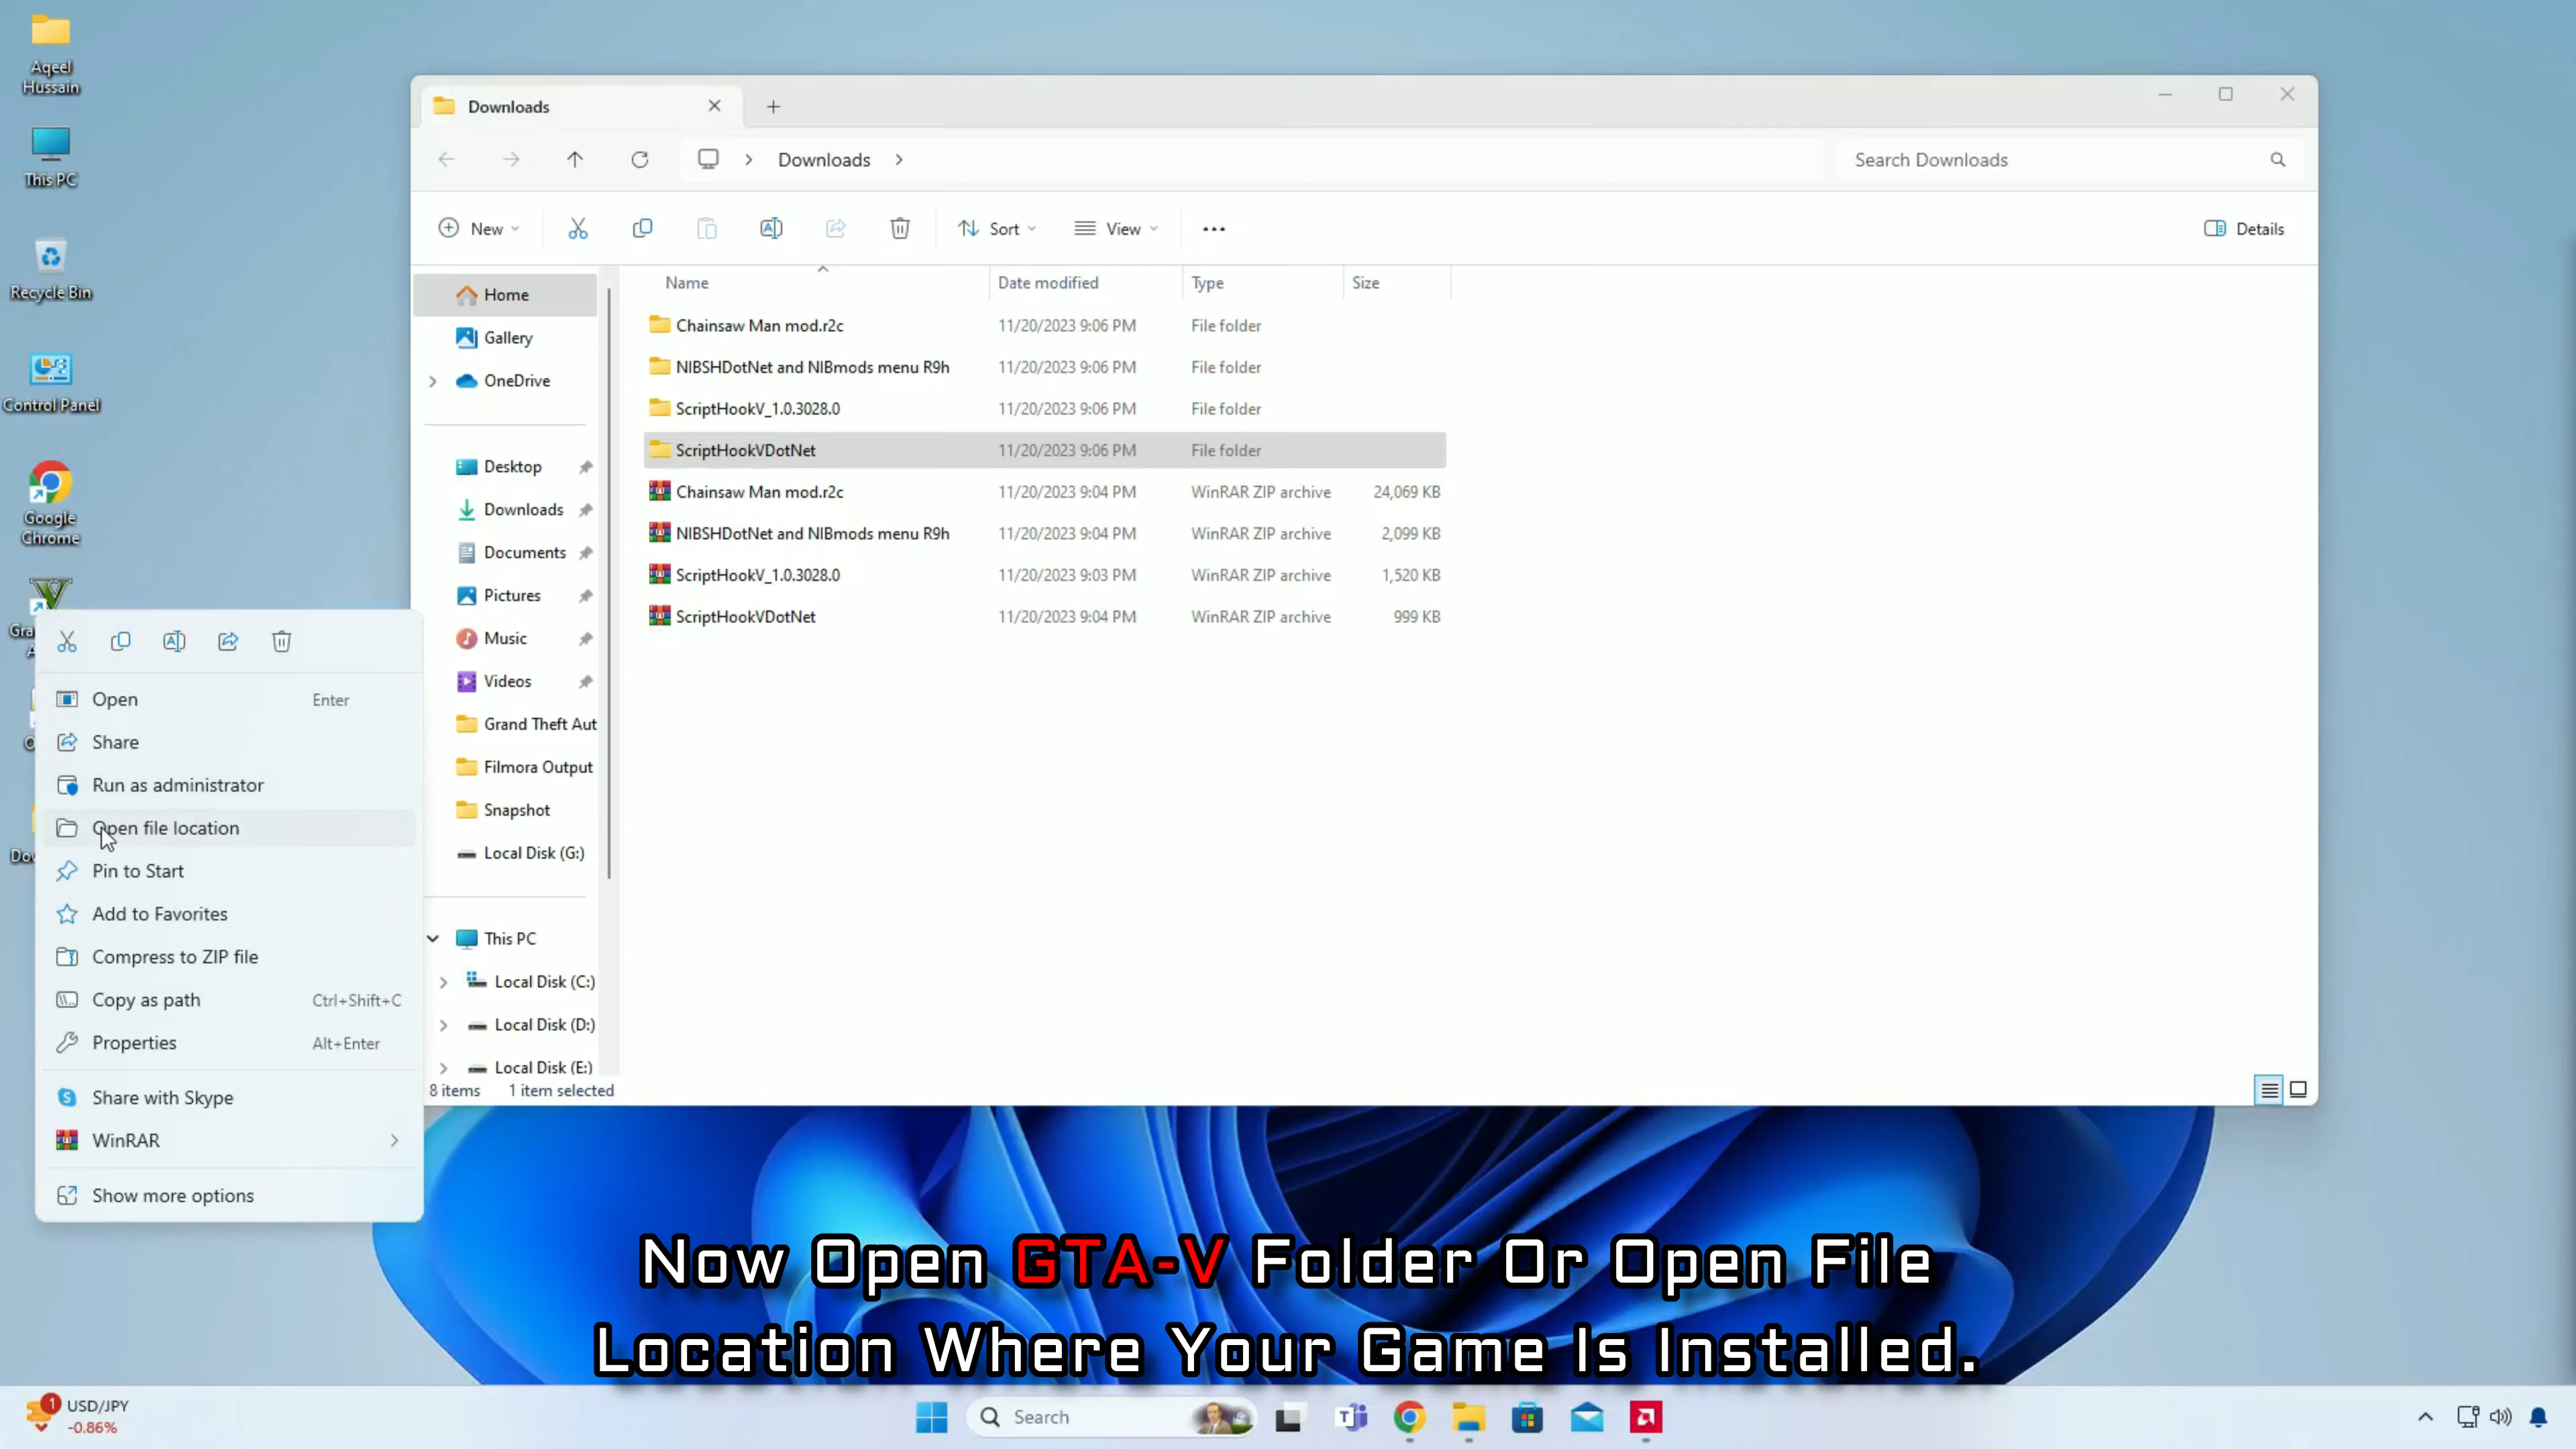 Aqeel
Hussain
This PC
Recycle Bin
Control Panel
Google
Chrome
Downloads
Downloads
Search Downloads
New
Sort
View
Details
Home
Gallery
OneDrive
Desktop
Downloads
Documents
Pictures
Music
Videos
Grand Theft Aut
Filmora Output
Snapshot
Local Disk (G:)
This PC
Local Disk (C:)
Local Disk (D:)
Local Disk (E:)
Name Date modified Type Size
Chainsaw Man mod.r2c 11/20/2023 9:06 PM File folder
NIBSHDotNet and NIBmods menu R9h 11/20/2023 9:06 PM File folder
ScriptHookV_1.0.3028.0 11/20/2023 9:06 PM File folder
ScriptHookVDotNet 11/20/2023 9:06 PM File folder
Chainsaw Man mod.r2c 11/20/2023 9:04 PM WinRAR ZIP archive 24,069 KB
NIBSHDotNet and NIBmods menu R9h 11/20/2023 9:04 PM WinRAR ZIP archive 2,099 KB
ScriptHookV_1.0.3028.0 11/20/2023 9:03 PM WinRAR ZIP archive 1,520 KB
ScriptHookVDotNet 11/20/2023 9:04 PM WinRAR ZIP archive 999 KB
8 items 1 item selected
Open Enter
Share
Run as administrator
Open file location
Pin to Start
Add to Favorites
Compress to ZIP file
Copy as path Ctrl+Shift+C
Properties Alt+Enter
Share with Skype
WinRAR
Show more options
Now Open GTA-V Folder Or Open File
Location Where Your Game Is Installed.
1
USD/JPY
-0.86%
Search